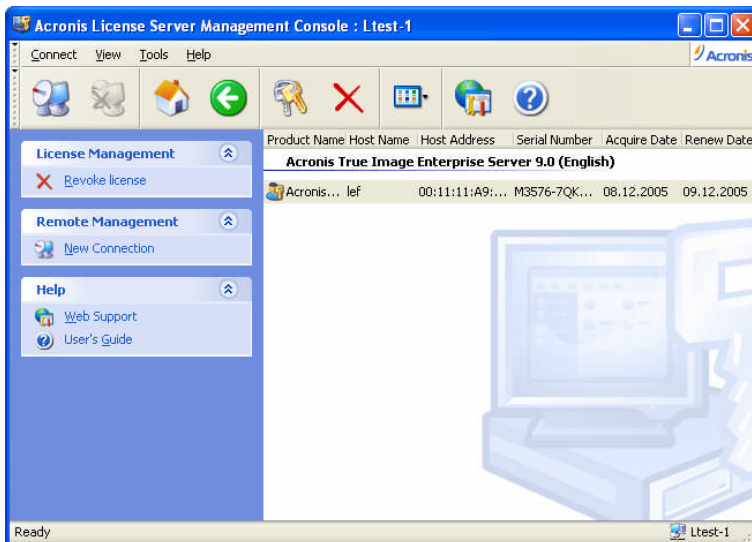 Acronis License Server Management Console : Ltest-1
Connect View Tools Help
Acronis
Product Name Host Name Host Address Serial Number Acquire Date Renew Date
License Management
Acronis True Image Enterprise Server 9.0 (English)
Revoke license
Acronis... lef 00:11:11:A9:... M3576-7QK... 08.12.2005 09.12.2005
Remote Management
New Connection
Help
Web Support
User's Guide
Ready
Ltest-1